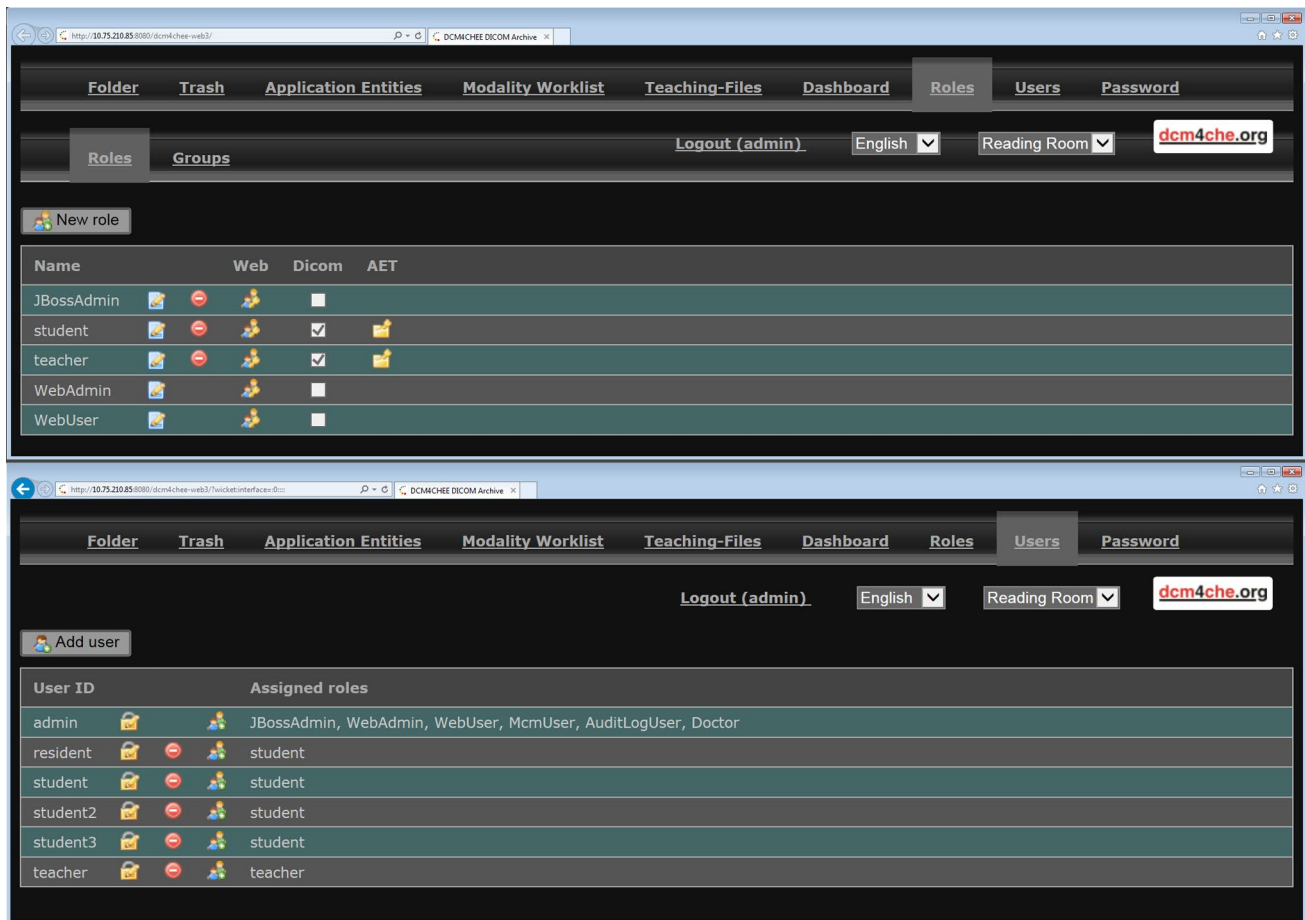 http://10.75.210.85:8080/dcm4chee-web3/ DCM4CHEE DICOM Archive
Folder Trash Application Entities Modality Worklist Teaching-Files Dashboard Roles Users Password
Roles Groups Logout (admin) English Reading Room dcm4che.org
New role
Name Web Dicom AET
JBossAdmin
student
teacher
WebAdmin
WebUser
http://10.75.210.85:8080/dcm4chee-web3/?wicket:interface=:0:::: DCM4CHEE DICOM Archive
Folder Trash Application Entities Modality Worklist Teaching-Files Dashboard Roles Users Password
Logout (admin) English Reading Room dcm4che.org
Add user
User ID Assigned roles
admin JBossAdmin, WebAdmin, WebUser, McmUser, AuditLogUser, Doctor
resident student
student student
student2 student
student3 student
teacher teacher